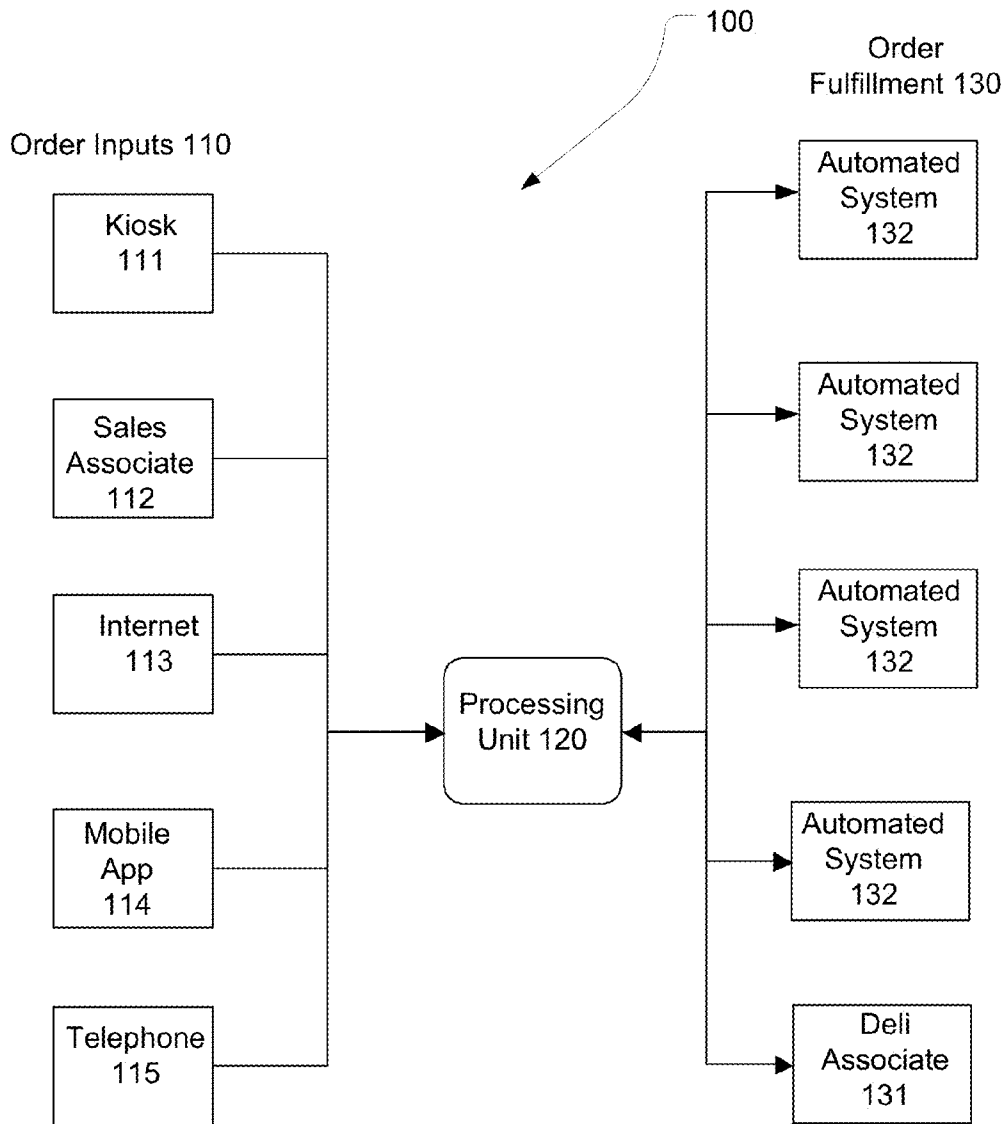 100
Order
Fulfillment 130
Order Inputs 110
Kiosk
111
Sales
Associate
112
Internet
113
Mobile
App
114
Telephone
115
Processing
Unit 120
Automated
System
132
Automated
System
132
Automated
System
132
Automated
System
132
Deli
Associate
131